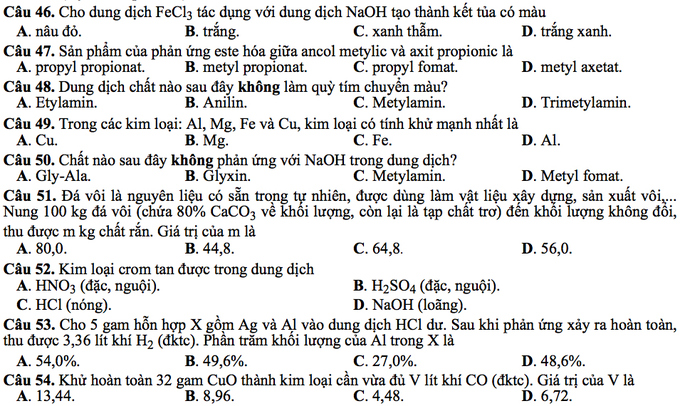 Câu 46. Cho dung dịch FeCl₃ tác dụng với dung dịch NaOH tạo thành kết tủa có màu
A. nâu đỏ. B. trắng. C. xanh thẫm. D. trắng xanh.
Câu 47. Sản phẩm của phản ứng este hóa giữa ancol metylic và axit propionic là
A. propyl propionat. B. metyl propionat. C. propyl fomat. D. metyl axetat.
Câu 48. Dung dịch chất nào sau đây không làm quỳ tím chuyển màu?
A. Etylamin. B. Anilin. C. Metylamin. D. Trimetylamin.
Câu 49. Trong các kim loại: Al, Mg, Fe và Cu, kim loại có tính khử mạnh nhất là
A. Cu. B. Mg. C. Fe. D. Al.
Câu 50. Chất nào sau đây không phản ứng với NaOH trong dung dịch?
A. Gly-Ala. B. Glyxin. C. Metylamin. D. Metyl fomat.
Câu 51. Đá vôi là nguyên liệu có sẵn trong tự nhiên, được dùng làm vật liệu xây dựng, sản xuất vôi,...
Nung 100 kg đá vôi (chứa 80% CaCO₃ về khối lượng, còn lại là tạp chất trơ) đến khối lượng không đổi,
thu được m kg chất rắn. Giá trị của m là
A. 80,0. B. 44,8. C. 64,8. D. 56,0.
Câu 52. Kim loại crom tan được trong dung dịch
A. HNO₃ (đặc, nguội). B. H₂SO₄ (đặc, nguội).
C. HCl (nóng). D. NaOH (loãng).
Câu 53. Cho 5 gam hỗn hợp X gồm Ag và Al vào dung dịch HCl dư. Sau khi phản ứng xảy ra hoàn toàn,
thu được 3,36 lít khí H₂ (đktc). Phần trăm khối lượng của Al trong X là
A. 54,0%. B. 49,6%. C. 27,0%. D. 48,6%.
Câu 54. Khử hoàn toàn 32 gam CuO thành kim loại cần vừa đủ V lít khí CO (đktc). Giá trị của V là
A. 13,44. B. 8,96. C. 4,48. D. 6,72.